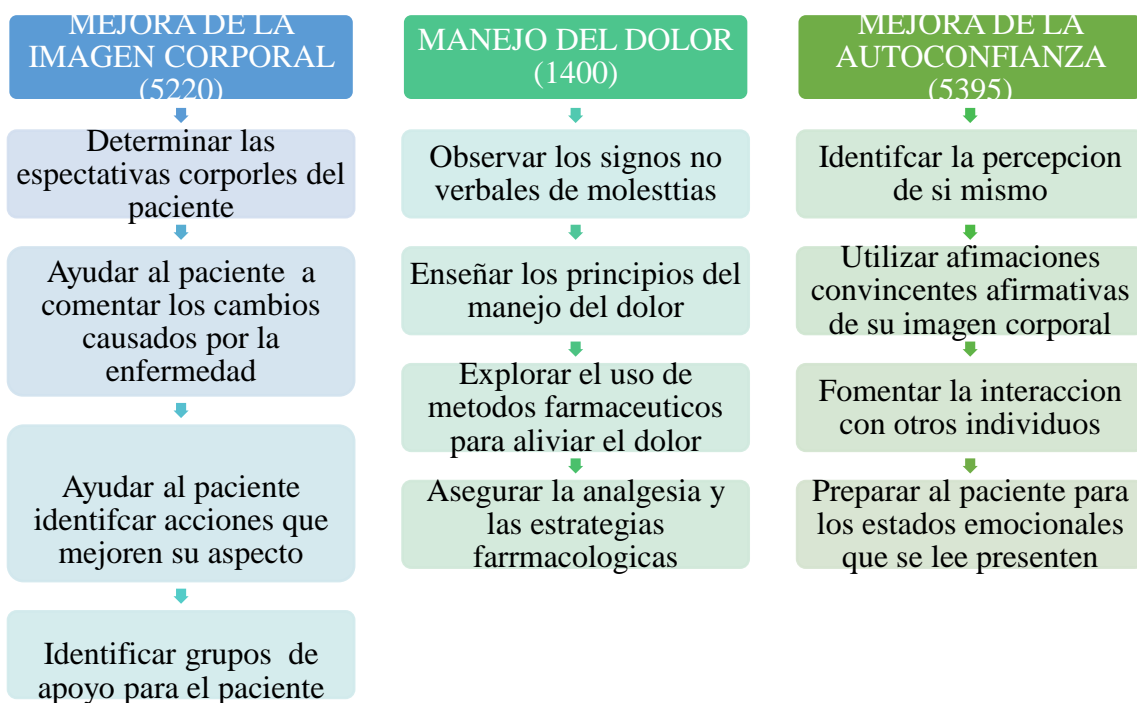 MEJORA DE LA
IMAGEN CORPORAL
(5220)
Determinar las
espectativas corporles del
paciente
Ayudar al paciente a
comentar los cambios
causados por la
enfermedad
Ayudar al paciente
identifcar acciones que
mejoren su aspecto
Identificar grupos de
apoyo para el paciente
MANEJO DEL DOLOR
(1400)
Observar los signos no
verbales de molesttias
Enseñar los principios del
manejo del dolor
Explorar el uso de
metodos farmaceuticos
para aliviar el dolor
Asegurar la analgesia y
las estrategias
farrmacologicas
MEJORA DE LA
AUTOCONFIANZA
(5395)
Identifcar la percepcion
de si mismo
Utilizar afimaciones
convincentes afirmativas
de su imagen corporal
Fomentar la interaccion
con otros individuos
Preparar al paciente para
los estados emocionales
que se lee presenten